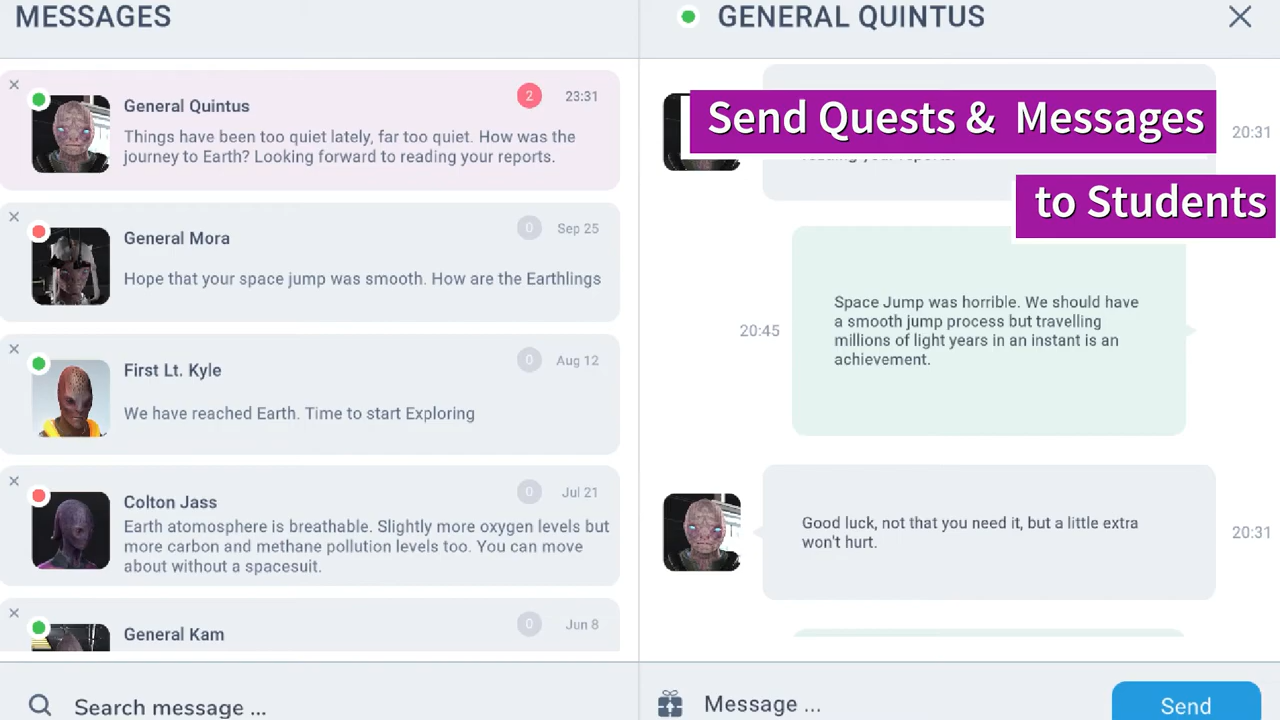 MESSAGES
General Quintus
2
23:31
Things have been too quiet lately, far too quiet. How was the
journey to Earth? Looking forward to reading your reports.
General Mora
0
Sep 25
Hope that your space jump was smooth. How are the Earthlings
First Lt. Kyle
0
Aug 12
We have reached Earth. Time to start Exploring
Colton Jass
0
Jul 21
Earth atomosphere is breathable. Slightly more oxygen levels but
more carbon and methane pollution levels too. You can move
about without a spacesuit.
General Kam
0
Jun 8
Search message ...
GENERAL QUINTUS
Send Quests & Messages
to Students
20:31
20:45
Space Jump was horrible. We should have
a smooth jump process but travelling
millions of light years in an instant is an
achievement.
Good luck, not that you need it, but a little extra
won't hurt.
20:31
Message ...
Send